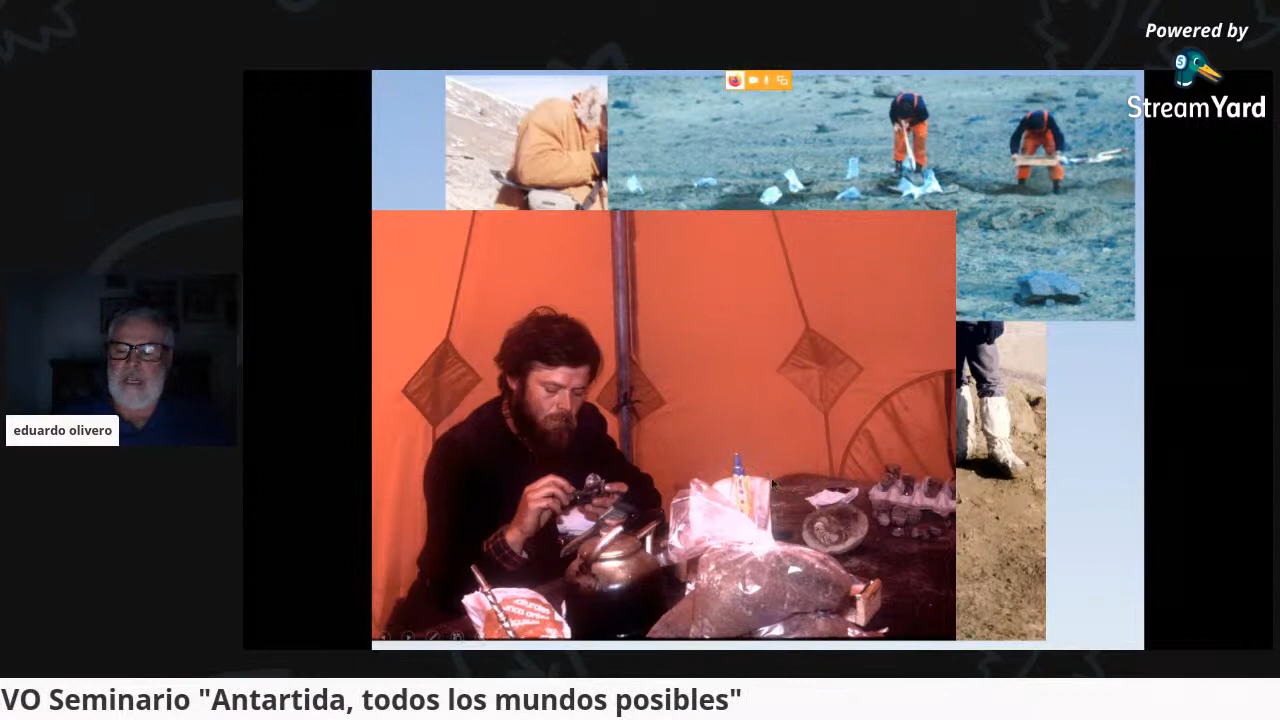 Powered by
S
StreamYard
eduardo olivero
VO Seminario "Antartida, todos los mundos posibles"